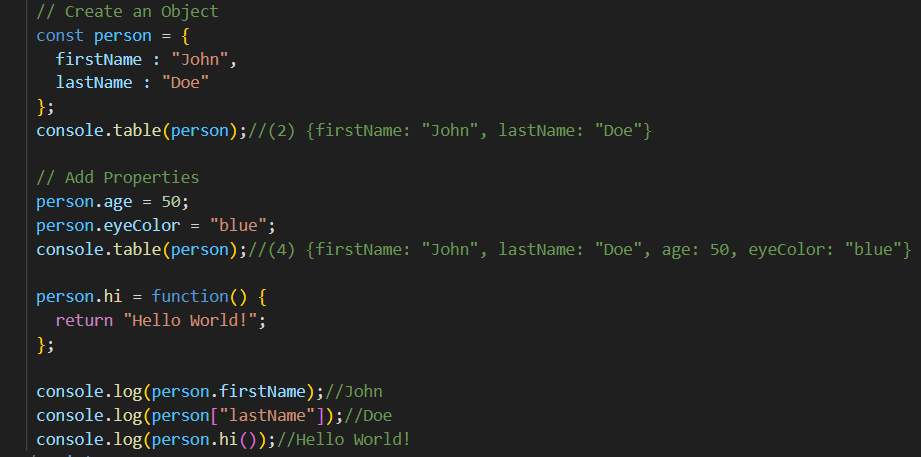 // Create an Object
const person = {
  firstName : "John",
  lastName : "Doe"
};
console.table(person);//(2) {firstName: "John", lastName: "Doe"}

// Add Properties
person.age = 50;
person.eyeColor = "blue";
console.table(person);//(4) {firstName: "John", lastName: "Doe", age: 50, eyeColor: "blue"}

person.hi = function() {
  return "Hello World!";
};

console.log(person.firstName);//John
console.log(person["lastName"]);//Doe
console.log(person.hi());//Hello World!